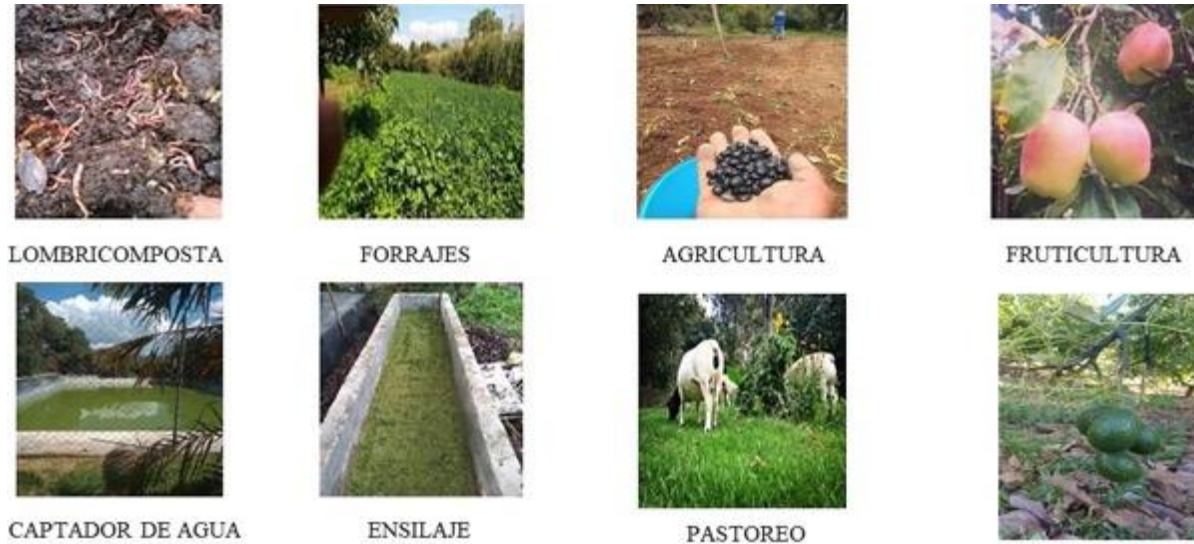 LOMBRICOMPOSTA
FORRAJES
AGRICULTURA
FRUTICULTURA
CAPTADOR DE AGUA
ENSILAJE
PASTOREO